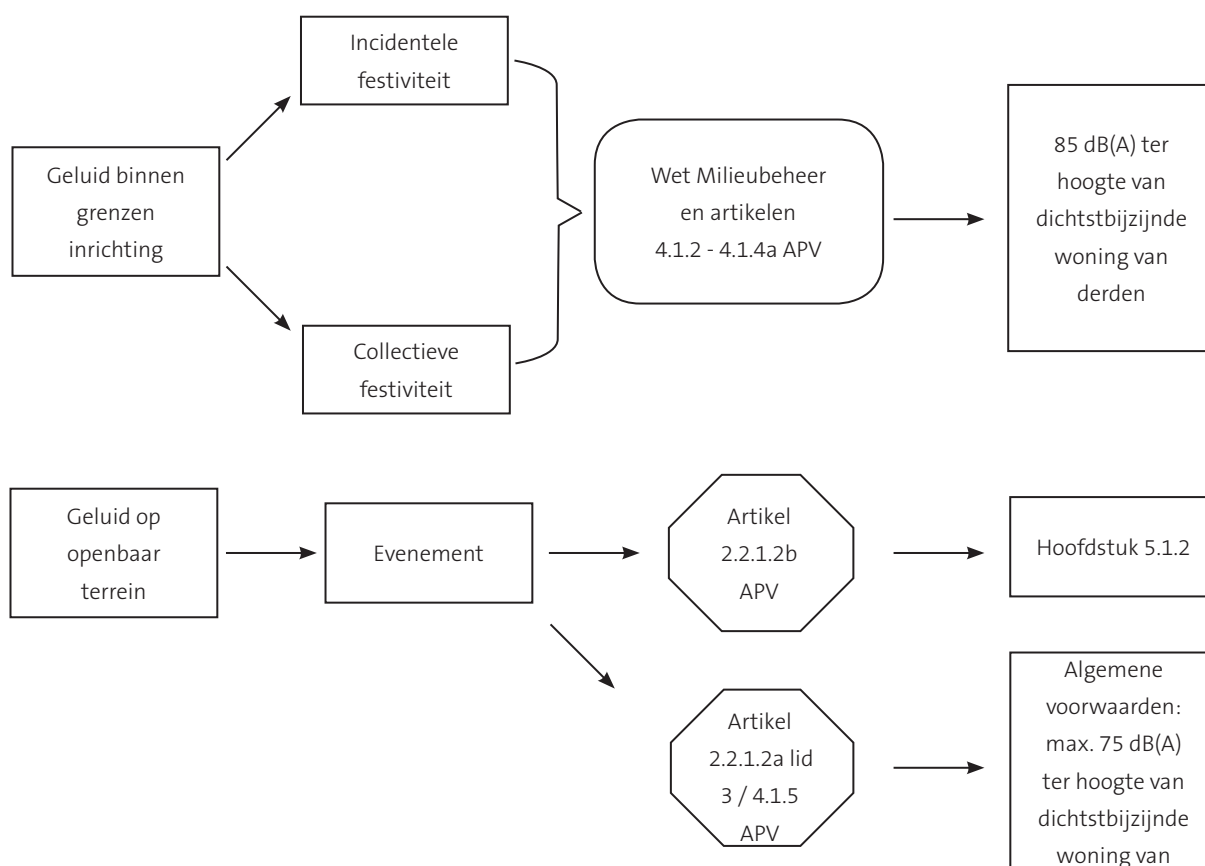 Incidentele
festiviteit
Geluid binnen
grenzen
inrichting
Collectieve
festiviteit
Wet Milieubeheer
en artikelen
4.1.2 - 4.1.4a APV
85 dB(A) ter
hoogte van
dichtstbijzijnde
woning van
derden
Geluid op
openbaar
terrein
Evenement
Artikel
2.2.1.2b
APV
Hoofdstuk 5.1.2
Artikel
2.2.1.2a lid
3 / 4.1.5
APV
Algemene
voorwaarden:
max. 75 dB(A)
ter hoogte van
dichtstbijzijnde
woning van